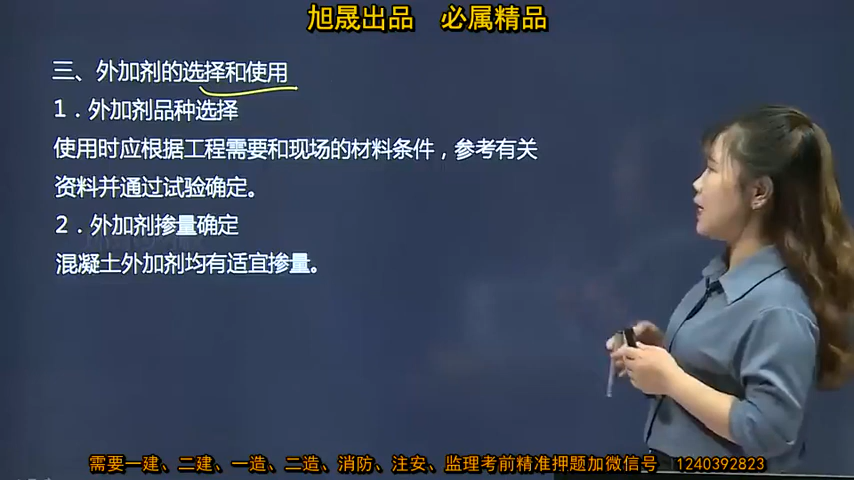 旭晟出品 必属精品
三、外加剂的选择和使用
1．外加剂品种选择
使用时应根据工程需要和现场的材料条件，参考有关
资料并通过试验确定。
2．外加剂掺量确定
混凝土外加剂均有适宜掺量。
需要一建、二建、一造、二造、消防、注安、监理考前精准押题加微信号 1240392823